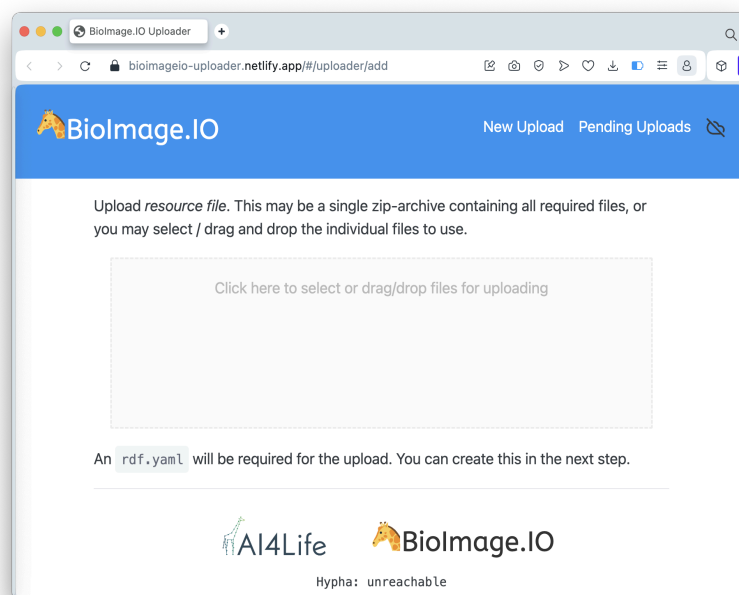 BioImage.IO Uploader
bioimageio-uploader.netlify.app/#/uploader/add
BioImage.IO
New Upload Pending Uploads
Upload resource file. This may be a single zip-archive containing all required files, or
you may select / drag and drop the individual files to use.
Click here to select or drag/drop files for uploading
An rdf.yaml will be required for the upload. You can create this in the next step.
AI4Life BioImage.IO
Hypha: unreachable